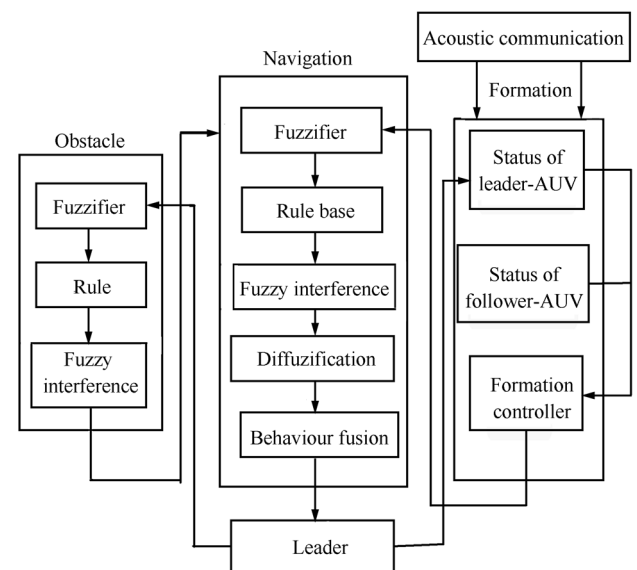 Acoustic communication
Navigation
Formation
Obstacle
Fuzzifier
Rule
Fuzzy
interference
Fuzzifier
Rule base
Fuzzy interference
Diffuzification
Behaviour fusion
Status of
leader-AUV
Status of
follower-AUV
Formation
controller
Leader